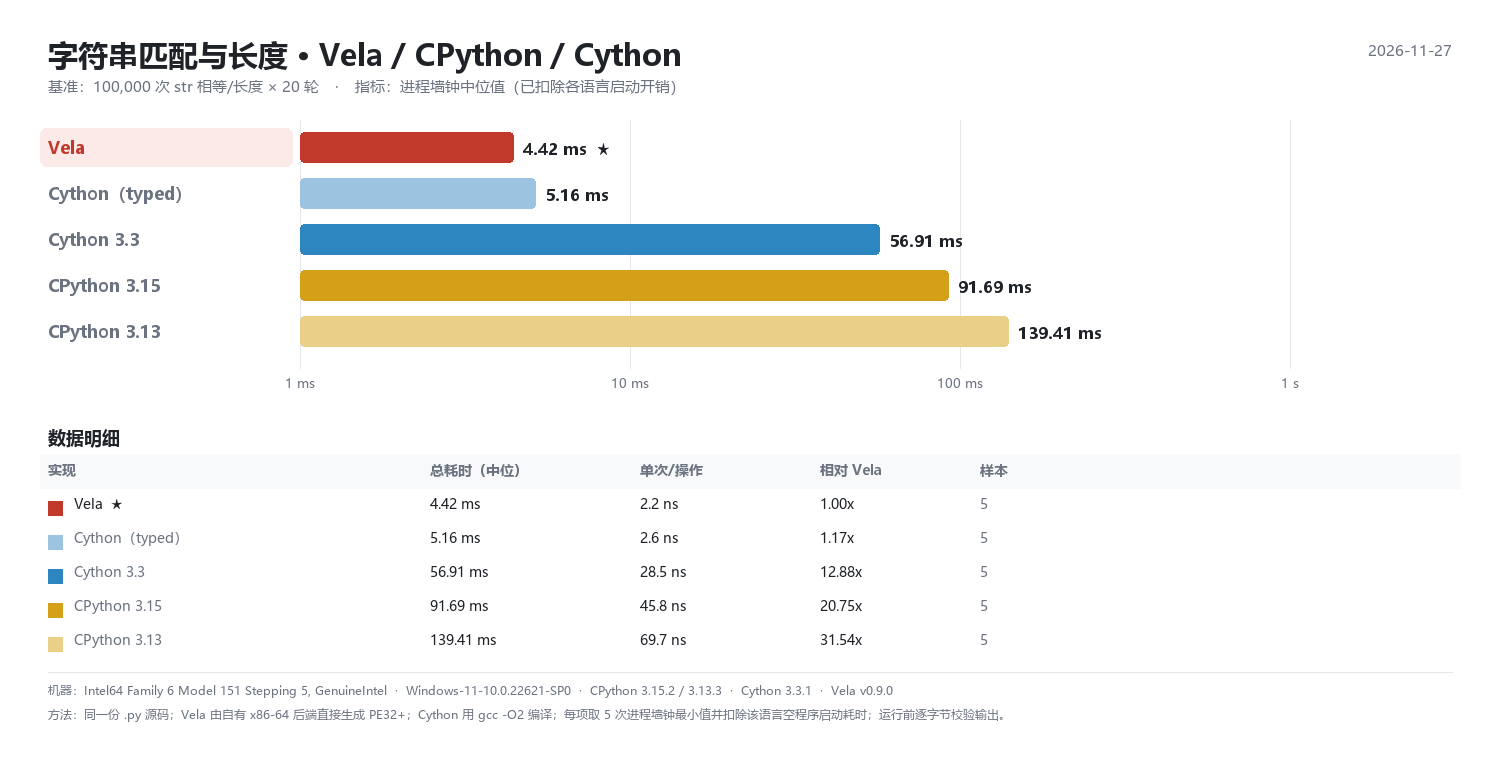 字符串匹配与长度 • Vela / CPython / Cython
2026-11-27
基准：100,000 次 str 相等/长度 × 20 轮 · 指标：进程墙钟中位值（已扣除各语言启动开销）
Vela 4.42 ms ★
Cython（typed） 5.16 ms
Cython 3.3 56.91 ms
CPython 3.15 91.69 ms
CPython 3.13 139.41 ms
1 ms 10 ms 100 ms 1 s
数据明细
实现 总耗时（中位） 单次/操作 相对 Vela 样本
Vela ★ 4.42 ms 2.2 ns 1.00x 5
Cython（typed） 5.16 ms 2.6 ns 1.17x 5
Cython 3.3 56.91 ms 28.5 ns 12.88x 5
CPython 3.15 91.69 ms 45.8 ns 20.75x 5
CPython 3.13 139.41 ms 69.7 ns 31.54x 5
机器：Intel64 Family 6 Model 151 Stepping 5, GenuineIntel · Windows-11-10.0.22621-SP0 · CPython 3.15.2 / 3.13.3 · Cython 3.3.1 · Vela v0.9.0
方法：同一份 .py 源码；Vela 由自有 x86-64 后端直接生成 PE32+；Cython 用 gcc -O2 编译；每项取 5 次进程墙钟最小值并扣除该语言空程序启动耗时；运行前逐字节校验输出。